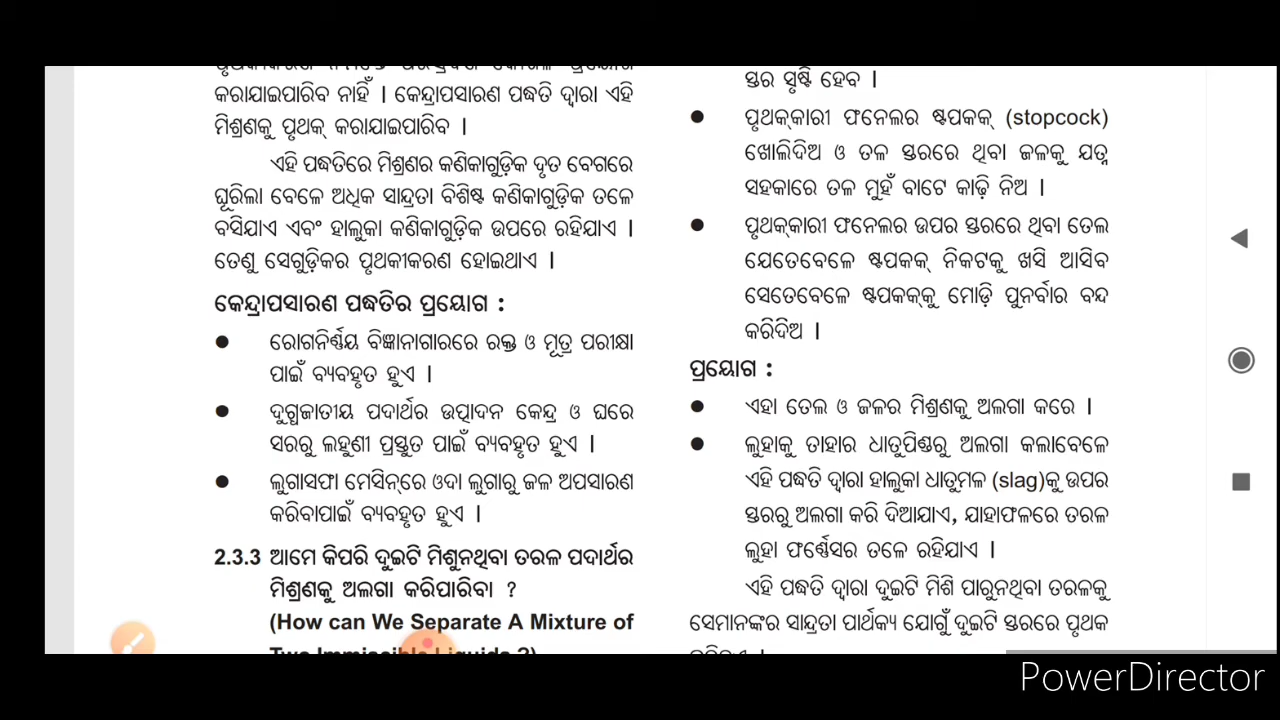 କରାଯାଇପାରିବ ନାହିଁ । କେନ୍ଦ୍ରାପସାରଣ ପଦ୍ଧତି ଦ୍ୱାରା ଏହି
ମିଶ୍ରଣକୁ ପୃଥକ୍ କରାଯାଇପାରିବ ।
ଏହି ପଦ୍ଧତିରେ ମିଶ୍ରଣର କଣିକାଗୁଡ଼ିକ ଦୃତ ବେଗରେ
ଘୂରିଲା ବେଳେ ଅଧିକ ସାନ୍ଦ୍ରତା ବିଶିଷ୍ଟ କଣିକାଗୁଡ଼ିକ ତଳେ
ବସିଯାଏ ଏବଂ ହାଲୁକା କଣିକାଗୁଡ଼ିକ ଉପରେ ରହିଯାଏ ।
ତେଣୁ ସେଗୁଡ଼ିକର ପୃଥକୀକରଣ ହୋଇଥାଏ ।
କେନ୍ଦ୍ରାପସାରଣ ପଦ୍ଧତିର ପ୍ରୟୋଗ :
● ରୋଗନିର୍ଣ୍ଣୟ ବିଜ୍ଞାନାଗାରରେ ରକ୍ତ ଓ ମୂତ୍ର ପରୀକ୍ଷା
ପାଇଁ ବ୍ୟବହୃତ ହୁଏ ।
● ଦୁଗ୍ଧଜାତୀୟ ପଦାର୍ଥର ଉତ୍ପାଦନ କେନ୍ଦ୍ର ଓ ଘରେ
ସରରୁ ଲହୁଣୀ ପ୍ରସ୍ତୁତ ପାଇଁ ବ୍ୟବହୃତ ହୁଏ ।
● ଲୁଗାସଫା ମେସିନ୍‌ରେ ଓଦା ଲୁଗାରୁ ଜଳ ଅପସାରଣ
କରିବାପାଇଁ ବ୍ୟବହୃତ ହୁଏ ।
2.3.3 ଆମେ କିପରି ଦୁଇଟି ମିଶୁନଥିବା ତରଳ ପଦାର୍ଥର
ମିଶ୍ରଣକୁ ଅଲଗା କରିପାରିବା ?
(How can We Separate A Mixture of
Two Immiscible Liquids ?)
ସ୍ତର ସୃଷ୍ଟି ହେବ ।
● ପୃଥକ୍‌କାରୀ ଫନେଲର ଷ୍ଟପକକ୍ (stopcock)
ଖୋଲିଦିଅ ଓ ତଳ ସ୍ତରରେ ଥିବା ଜଳକୁ ଯତ୍ନ
ସହକାରେ ତଳ ମୁହଁ ବାଟେ କାଢ଼ି ନିଅ ।
● ପୃଥକ୍‌କାରୀ ଫନେଲର ଉପର ସ୍ତରରେ ଥିବା ତେଲ
ଯେତେବେଳେ ଷ୍ଟପକକ୍ ନିକଟକୁ ଖସି ଆସିବ
ସେତେବେଳେ ଷ୍ଟପକକ୍‌କୁ ମୋଡ଼ି ପୁନର୍ବାର ବନ୍ଦ
କରିଦିଅ ।
ପ୍ରୟୋଗ :
● ଏହା ତେଲ ଓ ଜଳର ମିଶ୍ରଣକୁ ଅଲଗା କରେ ।
● ଲୁହାକୁ ତାହାର ଧାତୁପିଣ୍ଡରୁ ଅଲଗା କଲାବେଳେ
ଏହି ପଦ୍ଧତି ଦ୍ୱାରା ହାଲୁକା ଧାତୁମଳ (slag)କୁ ଉପର
ସ୍ତରରୁ ଅଲଗା କରି ଦିଆଯାଏ, ଯାହାଫଳରେ ତରଳ
ଲୁହା ଫର୍ଣ୍ଣେସର ତଳେ ରହିଯାଏ ।
ଏହି ପଦ୍ଧତି ଦ୍ୱାରା ଦୁଇଟି ମିଶି ପାରୁନଥିବା ତରଳକୁ
ସେମାନଙ୍କର ସାନ୍ଦ୍ରତା ପାର୍ଥକ୍ୟ ଯୋଗୁଁ ଦୁଇଟି ସ୍ତରରେ ପୃଥକ
PowerDirector